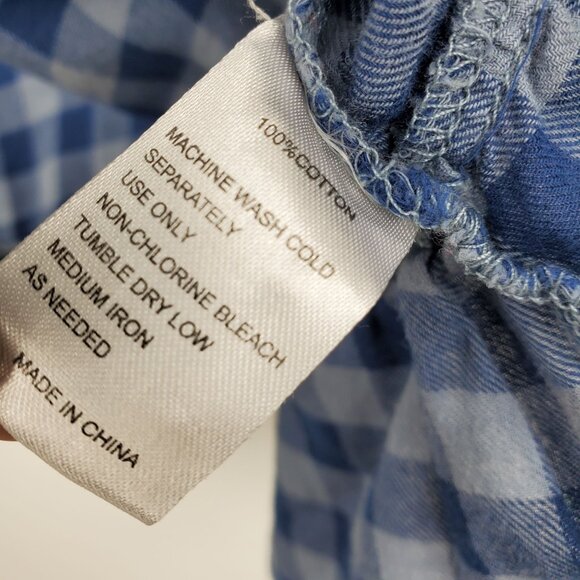 100%COTTON
MACHINE WASH COLD
SEPARATELY
USE ONLY
NON-CHLORINE BLEACH
TUMBLE DRY LOW
MEDIUM IRON
AS NEEDED
MADE IN CHINA